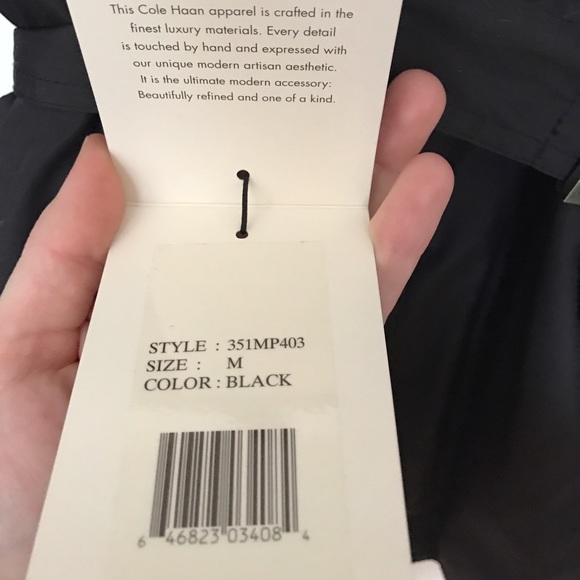 This Cole Haan apparel is crafted in the
finest luxury materials. Every detail
is touched by hand and expressed with
our unique modern artisan aesthetic.
It is the ultimate modern accessory:
Beautifully refined and one of a kind.
STYLE : 351MP403
SIZE : M
COLOR : BLACK
6 46823 03408 4